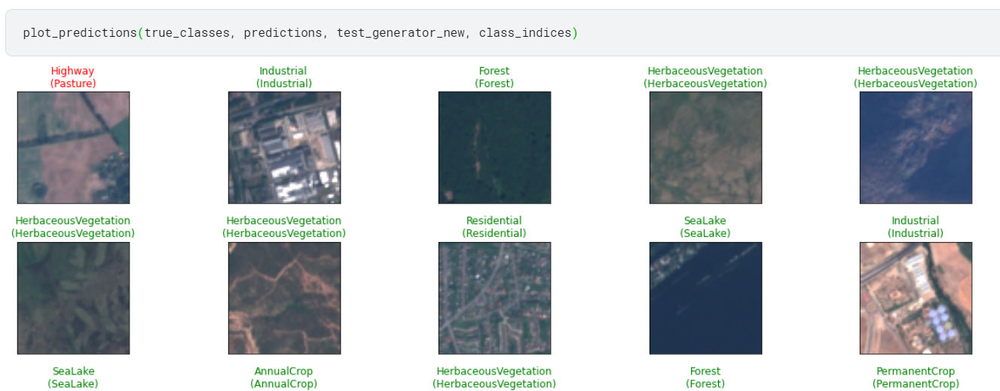 plot_predictions(true_classes, predictions, test_generator_new, class_indices)
Highway
(Pasture)
Industrial
(Industrial)
Forest
(Forest)
HerbaceousVegetation
(HerbaceousVegetation)
HerbaceousVegetation
(HerbaceousVegetation)
HerbaceousVegetation
(HerbaceousVegetation)
HerbaceousVegetation
(HerbaceousVegetation)
Residential
(Residential)
SeaLake
(SeaLake)
Industrial
(Industrial)
SeaLake
(SeaLake)
AnnualCrop
(AnnualCrop)
HerbaceousVegetation
(HerbaceousVegetation)
Forest
(Forest)
PermanentCrop
(PermanentCrop)